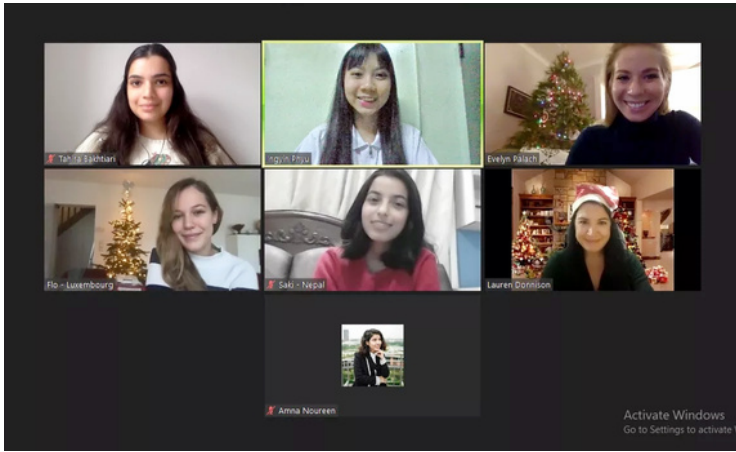 Tahira Bakhtiari
Ingyin Phyu
Evelyn Palach
Flo - Luxembourg
Saki - Nepal
Lauren Donnison
Amna Noureen
Activate Windows
Go to Settings to activate